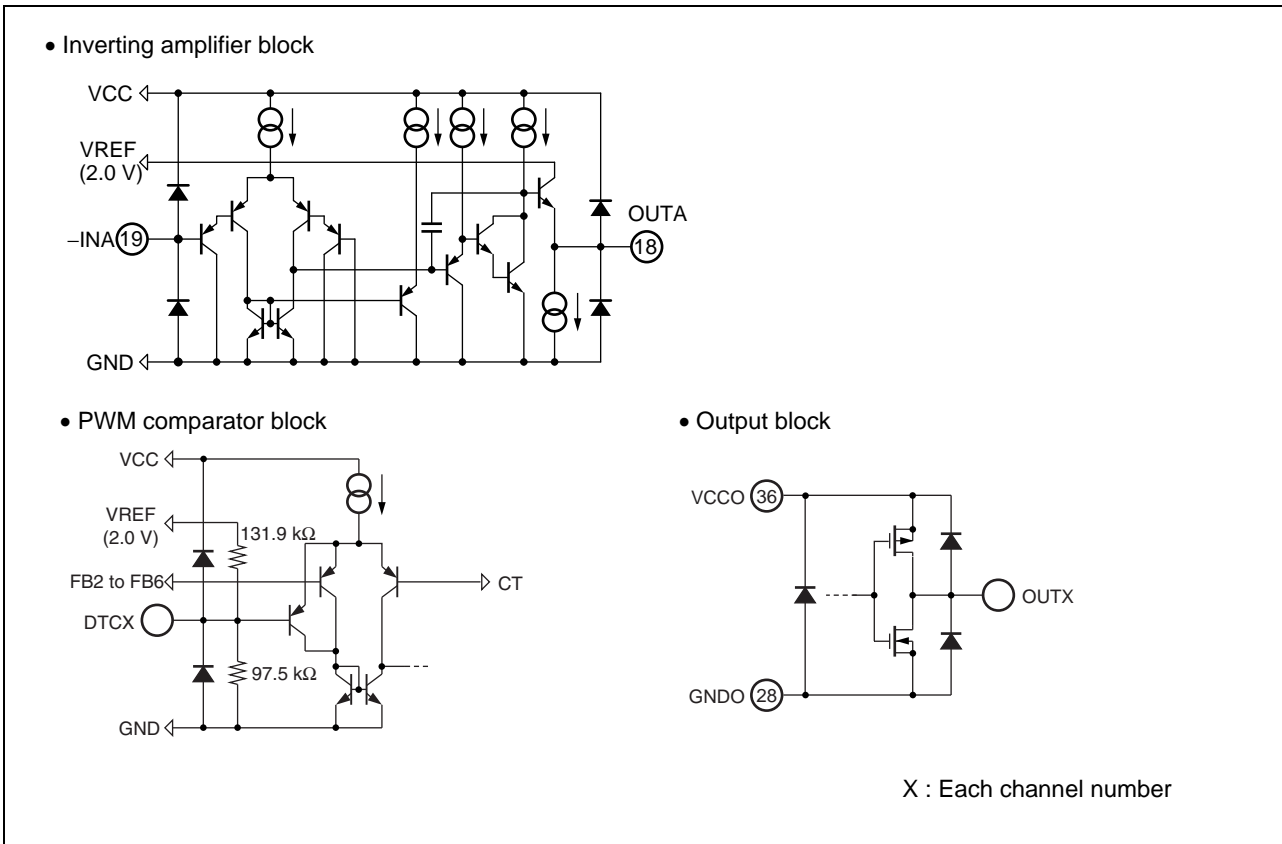 • Inverting amplifier block
VCC
VREF
(2.0 V)
−INA 19
OUTA
18
GND
• PWM comparator block
VCC
VREF
(2.0 V)
131.9 kΩ
FB2 to FB6
CT
DTCX
97.5 kΩ
GND
• Output block
VCCO 36
OUTX
GNDO 28
X : Each channel number